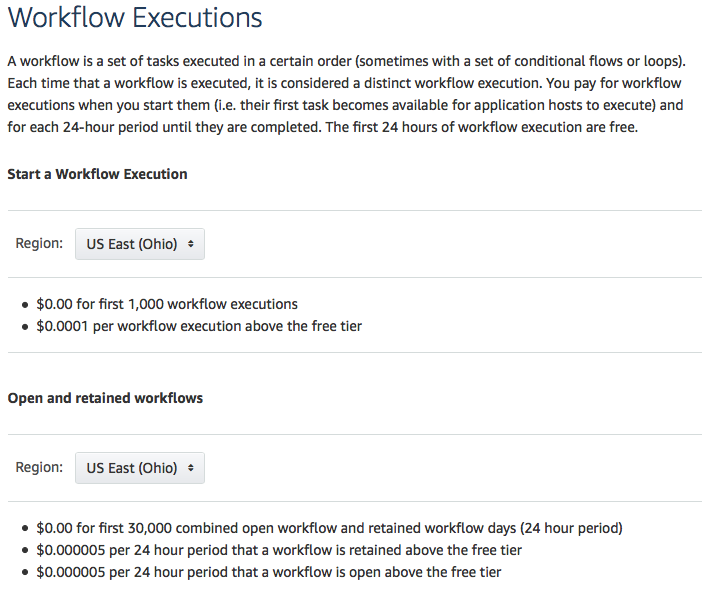 Workflow Executions
A workflow is a set of tasks executed in a certain order (sometimes with a set of conditional flows or loops).
Each time that a workflow is executed, it is considered a distinct workflow execution. You pay for workflow
executions when you start them (i.e. their first task becomes available for application hosts to execute) and
for each 24-hour period until they are completed. The first 24 hours of workflow execution are free.
Start a Workflow Execution
Region: US East (Ohio)
• $0.00 for first 1,000 workflow executions
• $0.0001 per workflow execution above the free tier
Open and retained workflows
Region: US East (Ohio)
• $0.00 for first 30,000 combined open workflow and retained workflow days (24 hour period)
• $0.000005 per 24 hour period that a workflow is retained above the free tier
• $0.000005 per 24 hour period that a workflow is open above the free tier